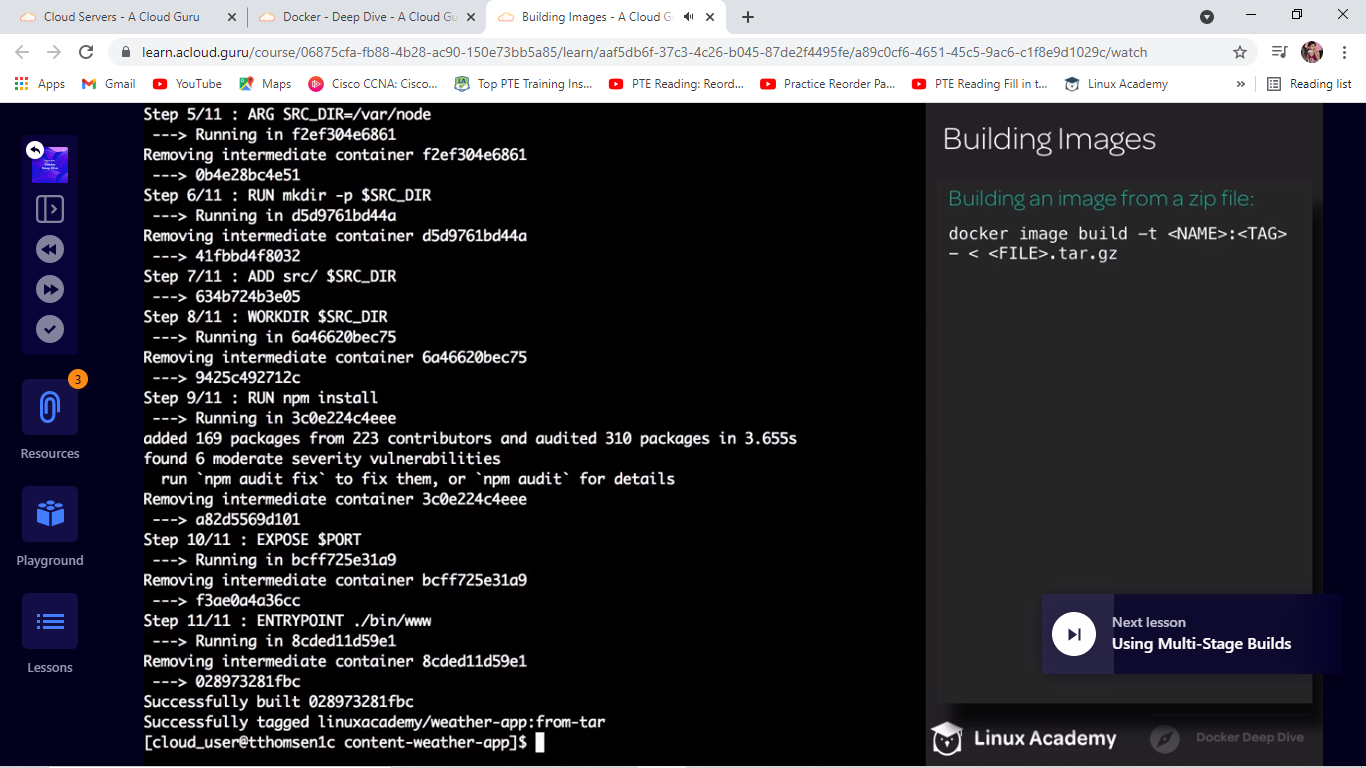 Cloud Servers - A Cloud Guru
Docker - Deep Dive - A Cloud Gu
Building Images - A Cloud G
learn.acloud.guru/course/06875cfa-fb88-4b28-ac90-150e73bb5a85/learn/aaf5db6f-37c3-4c26-b045-87de2f4495fe/a89c0cf6-4651-45c5-9ac6-c1f8e9d1029c/watch
Apps Gmail YouTube Maps Cisco CCNA: Cisco... Top PTE Training Ins... PTE Reading: Reord... Practice Reorder Pa... PTE Reading Fill in t... Linux Academy » Reading list
Docker
Deep Dive
3
Resources
Playground
Lessons
Step 5/11 : ARG SRC_DIR=/var/node
---> Running in f2ef304e6861
Removing intermediate container f2ef304e6861
---> 0b4e28bc4e51
Step 6/11 : RUN mkdir -p $SRC_DIR
---> Running in d5d9761bd44a
Removing intermediate container d5d9761bd44a
---> 41fbbd4f8032
Step 7/11 : ADD src/ $SRC_DIR
---> 634b724b3e05
Step 8/11 : WORKDIR $SRC_DIR
---> Running in 6a46620bec75
Removing intermediate container 6a46620bec75
---> 9425c492712c
Step 9/11 : RUN npm install
---> Running in 3c0e224c4eee
added 169 packages from 223 contributors and audited 310 packages in 3.655s
found 6 moderate severity vulnerabilities
run `npm audit fix` to fix them, or `npm audit` for details
Removing intermediate container 3c0e224c4eee
---> a82d5569d101
Step 10/11 : EXPOSE $PORT
---> Running in bcff725e31a9
Removing intermediate container bcff725e31a9
---> f3ae0a4a36cc
Step 11/11 : ENTRYPOINT ./bin/www
---> Running in 8cded11d59e1
Removing intermediate container 8cded11d59e1
---> 028973281fbc
Successfully built 028973281fbc
Successfully tagged linuxacademy/weather-app:from-tar
[cloud_user@tthomsen1c content-weather-app]$
Building Images
Building an image from a zip file:
docker image build -t <NAME>:<TAG>
- < <FILE>.tar.gz
Next lesson
Using Multi-Stage Builds
Linux Academy
Docker Deep Dive